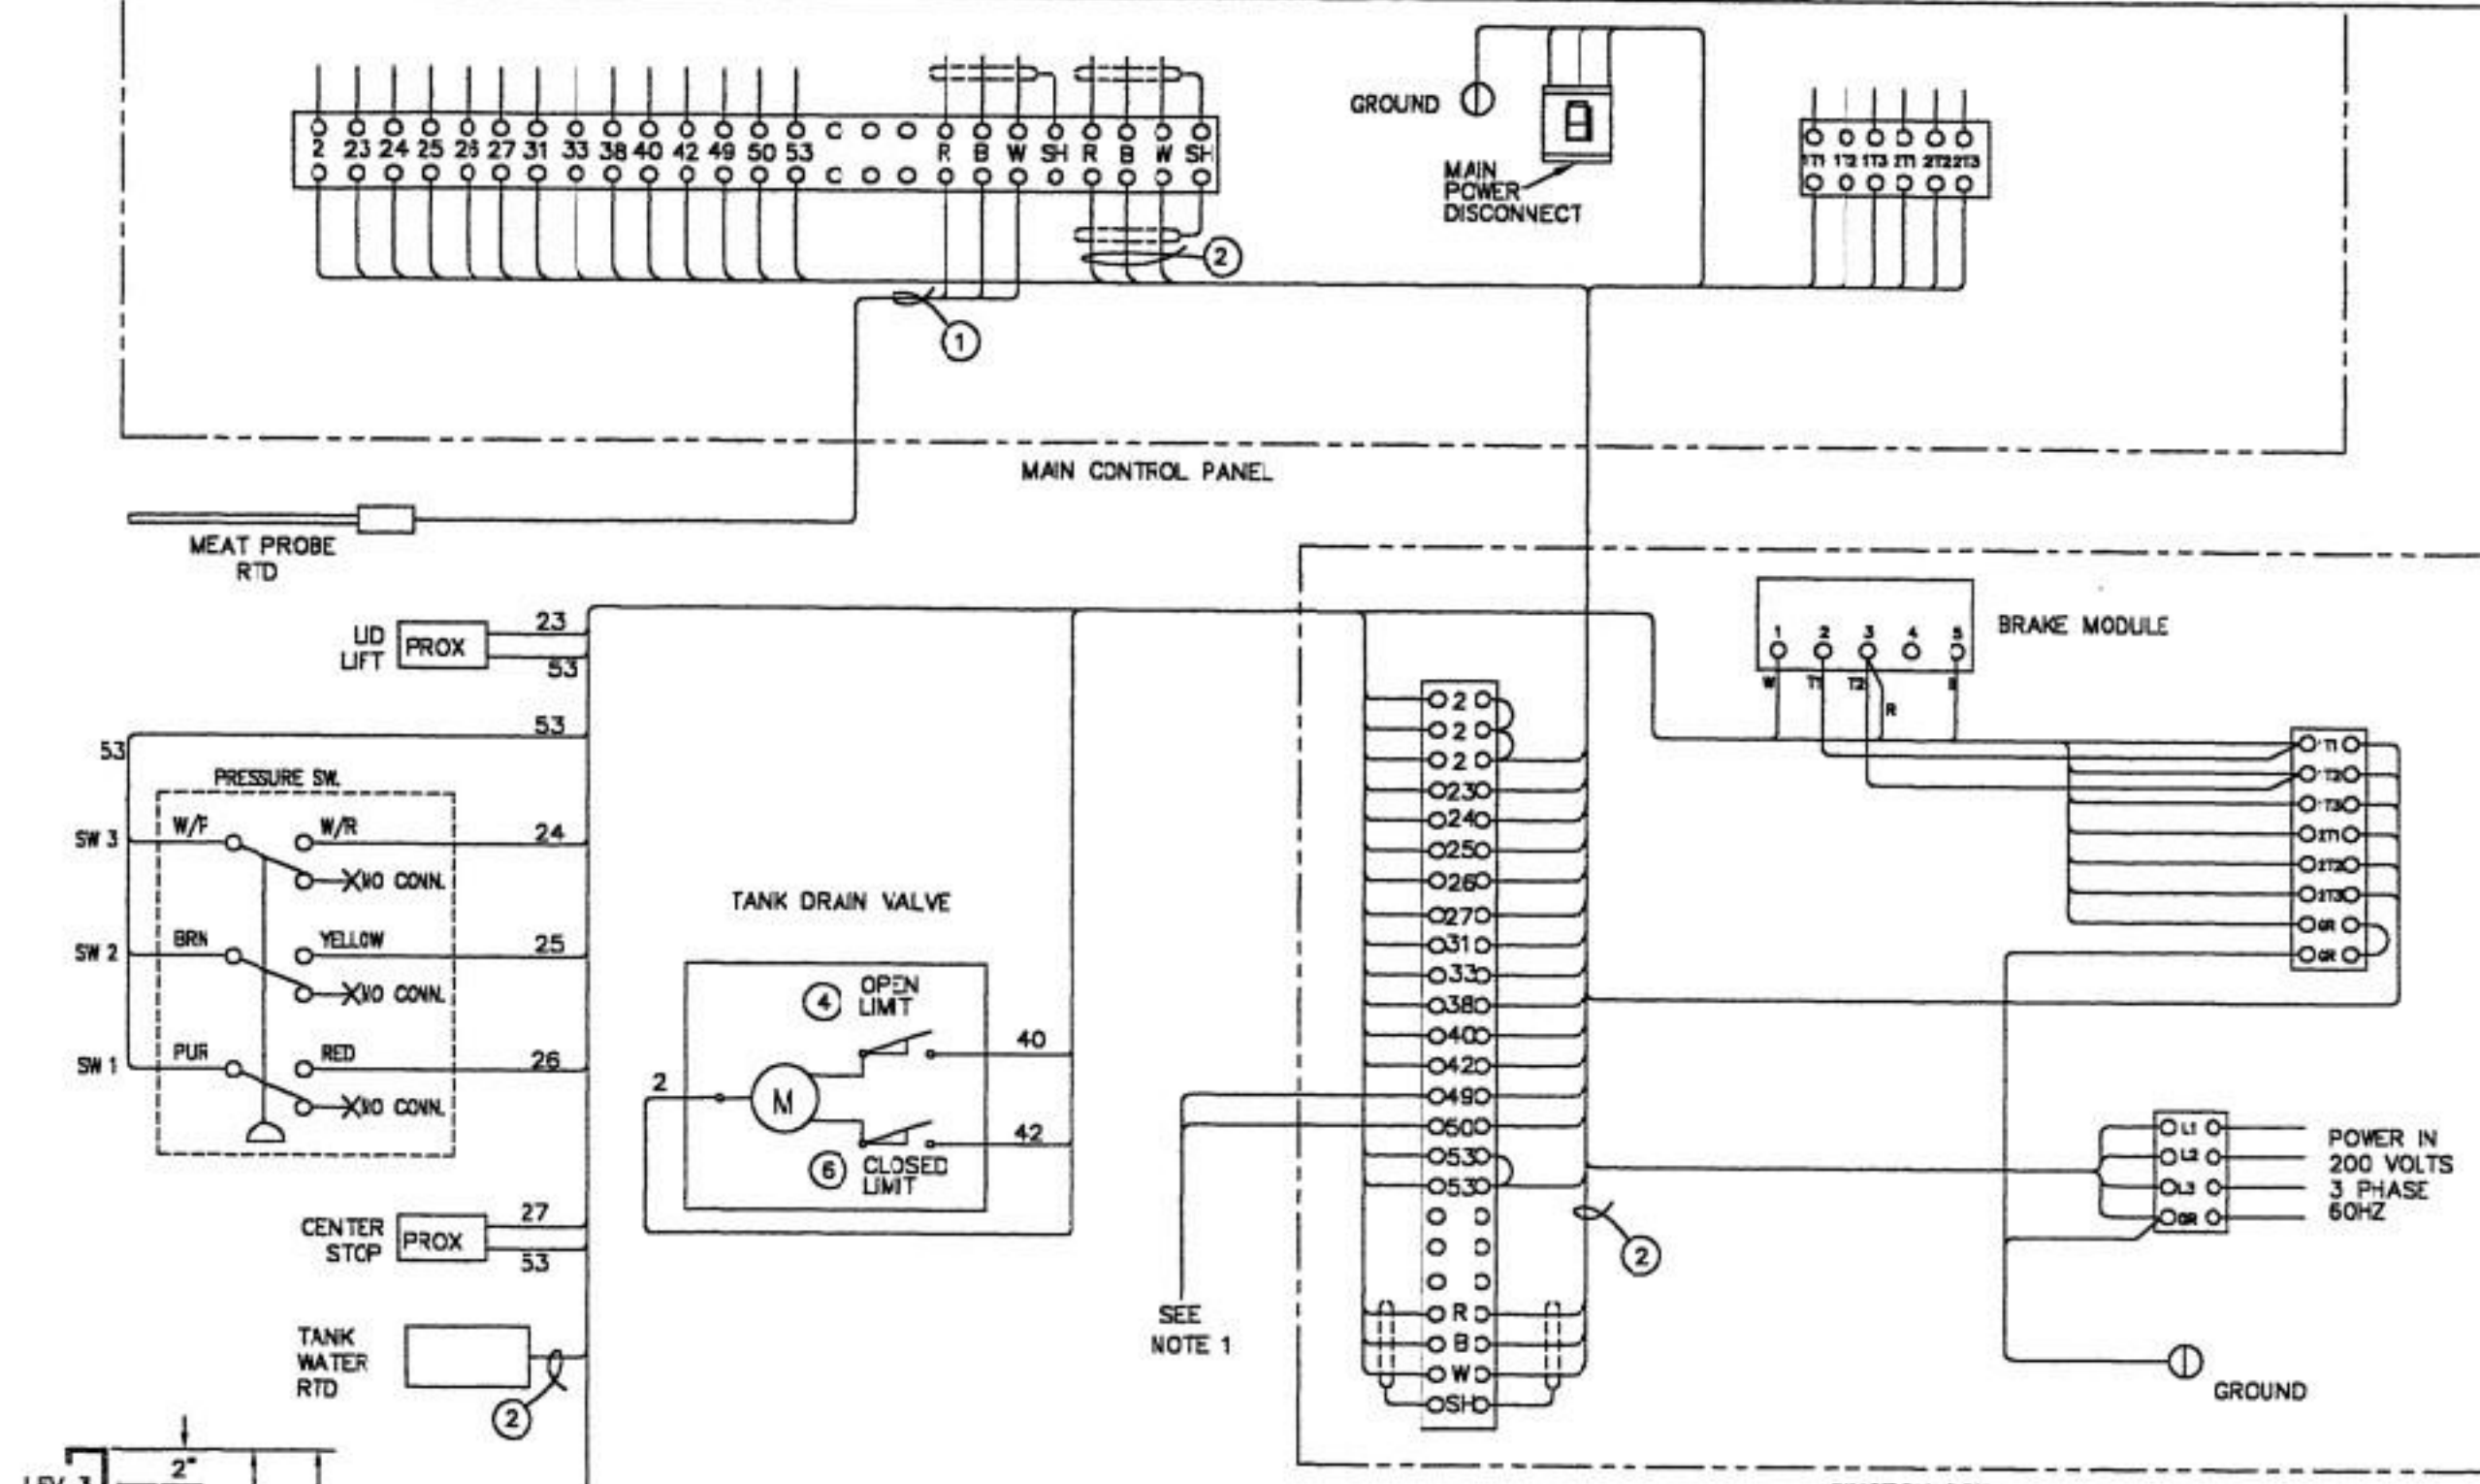 GROUND
2 23 24 25 26 27 31 33 38 40 42 49 50 53 R B W SH R B W SH
1T1 1T2 1T3 2T1 2T2 2T3
MAIN
POWER
DISCONNECT
2
1
MAIN CONTROL PANEL
MEAT PROBE
RTD
LID
LIFT
PROX
23
53
BRAKE MODULE
1 2 3 4 5
W T1 T2 R
53
53
PRESSURE SW.
SW 3
W/P
W/R
24
NO CONN.
SW 2
BRN
YELLOW
25
NO CONN.
SW 1
PUR
RED
26
NO CONN.
TANK DRAIN VALVE
4
OPEN
LIMIT
40
2
M
42
6
CLOSED
LIMIT
CENTER
STOP
PROX
27
53
TANK
WATER
RTD
2
2"
SEE
NOTE 1
2
2
2
23
24
25
26
27
31
33
38
40
42
49
50
53
53
R
B
W
SH
2
1T1
1T2
1T3
2T1
2T2
2T3
GR
GR
L1
L2
L3
GR
POWER IN
200 VOLTS
3 PHASE
60HZ
GROUND